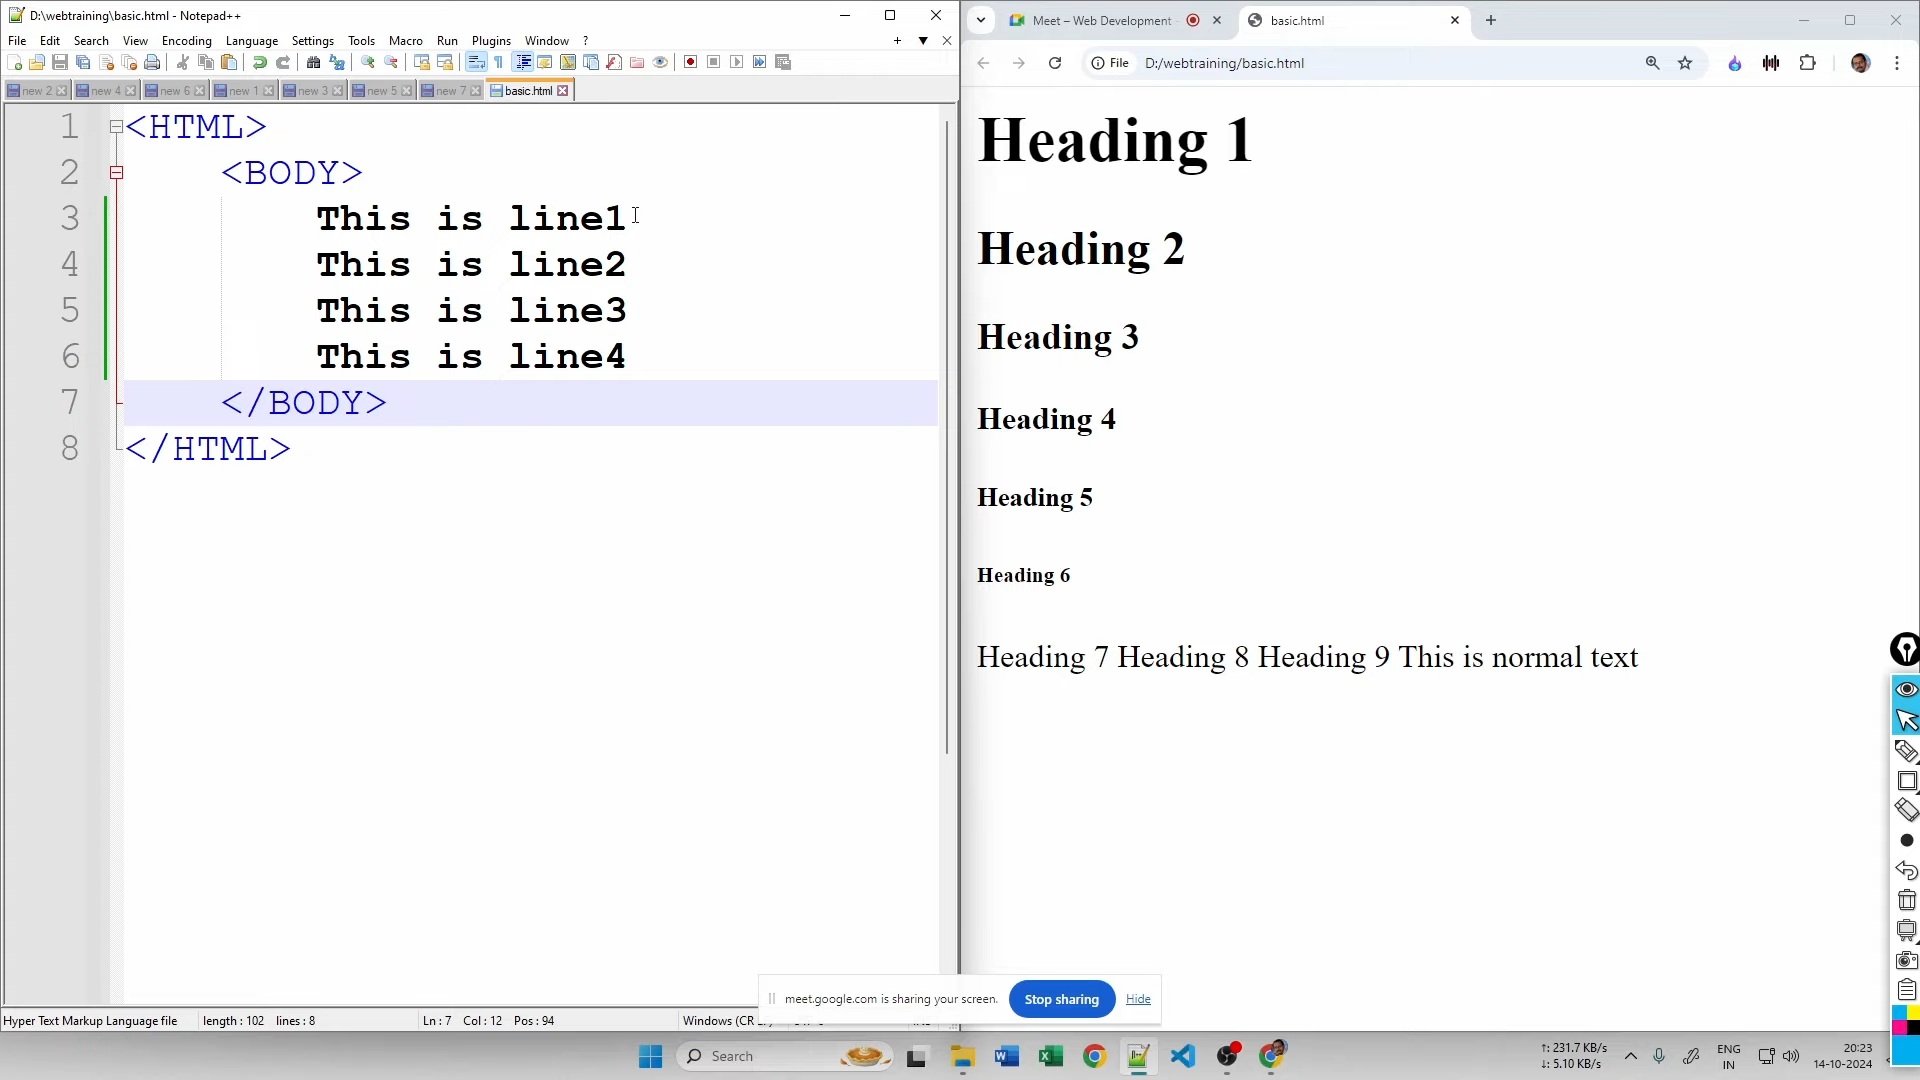 D:\webtraining\basic.html - Notepad++
File Edit Search View Encoding Language Settings Tools Macro Run Plugins Window ?
new 2 new 4 new 6 new 1 new 3 new 5 new 7 basic.html
1 <HTML>
2 <BODY>
3 This is line1
4 This is line2
5 This is line3
6 This is line4
7 </BODY>
8 </HTML>
Hyper Text Markup Language file length : 102 lines : 8 Ln : 7 Col : 12 Pos : 94 Windows (CR
Meet – Web Development basic.html
File D:/webtraining/basic.html
Heading 1
Heading 2
Heading 3
Heading 4
Heading 5
Heading 6
Heading 7 Heading 8 Heading 9 This is normal text
meet.google.com is sharing your screen. Stop sharing Hide
Search
↑: 231.7 KB/s
↓: 5.10 KB/s
ENG
IN
20:23
14-10-2024